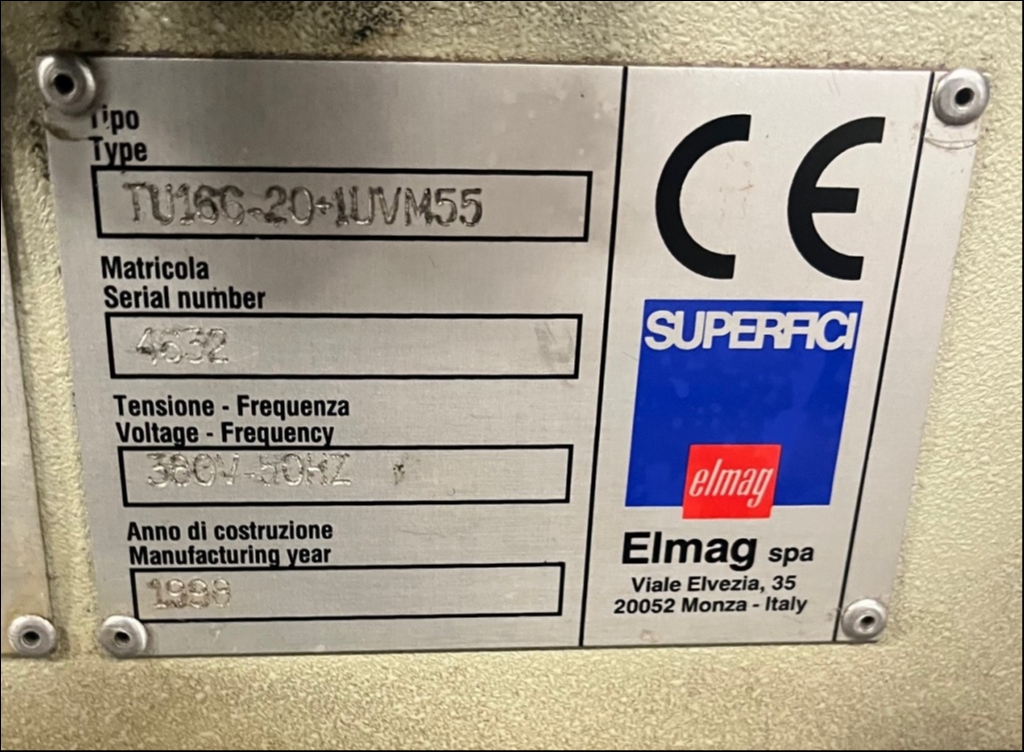 Tipo
Type
TU16C-20+1UVM55
Matricola
Serial number
Tensione - Frequenza
Voltage - Frequency
380V-50HZ
Anno di costruzione
Manufacturing year
CE
SUPERFICI
elmag
Elmag spa
Viale Elvezia, 35
20052 Monza - Italy